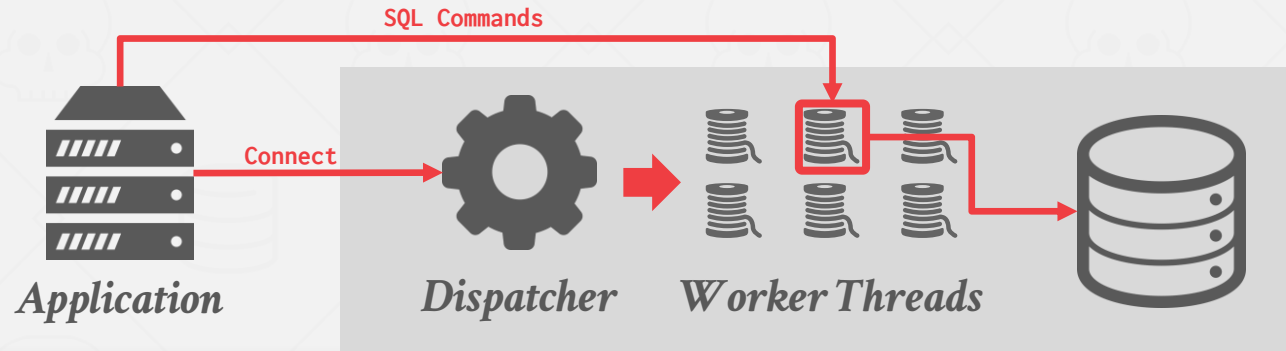 SQL Commands
Connect
Application
Dispatcher
Worker Threads